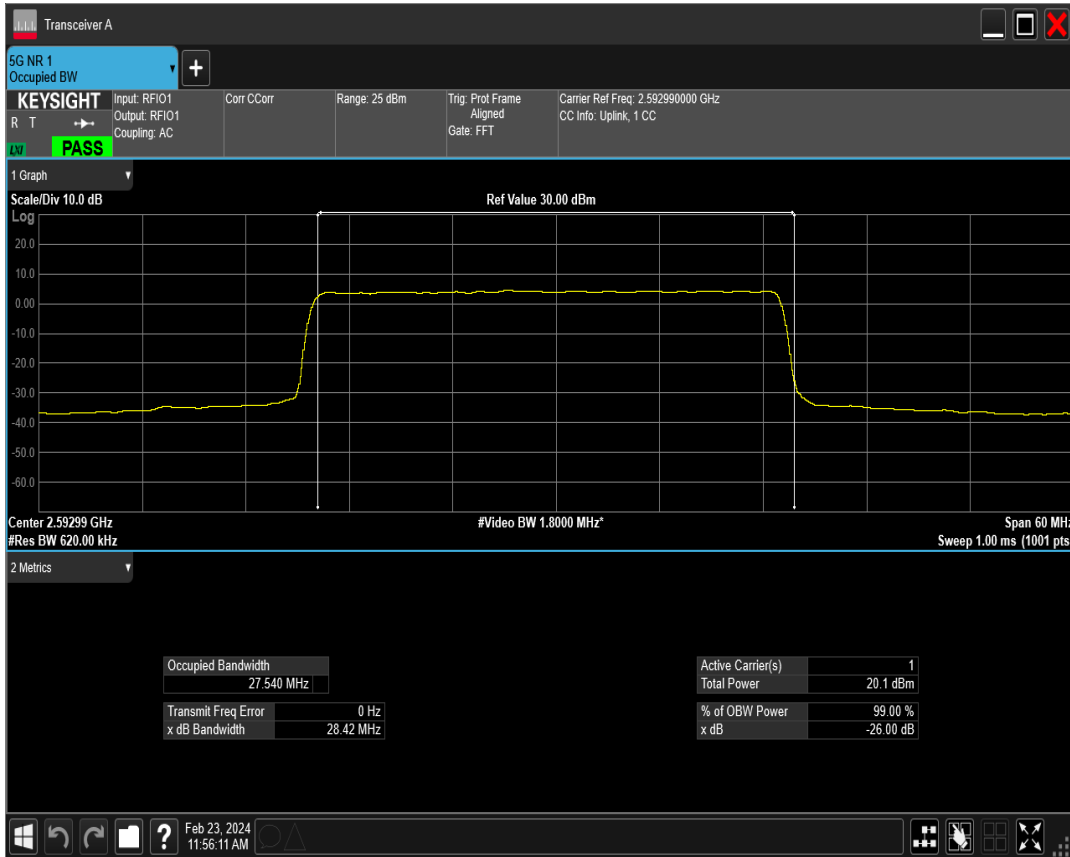 Transceiver A
5G NR 1
Occupied BW
KEYSIGHT
R T
LXI
PASS
Input: RFIO1
Output: RFIO1
Coupling: AC
Corr CCorr
Range: 25 dBm
Trig: Prot Frame
Aligned
Gate: FFT
Carrier Ref Freq: 2.592990000 GHz
CC Info: Uplink, 1 CC
1 Graph
Scale/Div 10.0 dB
Ref Value 30.00 dBm
Log
20.0
10.0
0.00
-10.0
-20.0
-30.0
-40.0
-50.0
-60.0
Center 2.59299 GHz
#Video BW 1.8000 MHz*
Span 60 MHz
#Res BW 620.00 kHz
Sweep 1.00 ms (1001 pts
2 Metrics
Occupied Bandwidth
27.540 MHz
Transmit Freq Error 0 Hz
x dB Bandwidth 28.42 MHz
Active Carrier(s) 1
Total Power 20.1 dBm
% of OBW Power 99.00 %
x dB -26.00 dB
?
Feb 23, 2024
11:56:11 AM